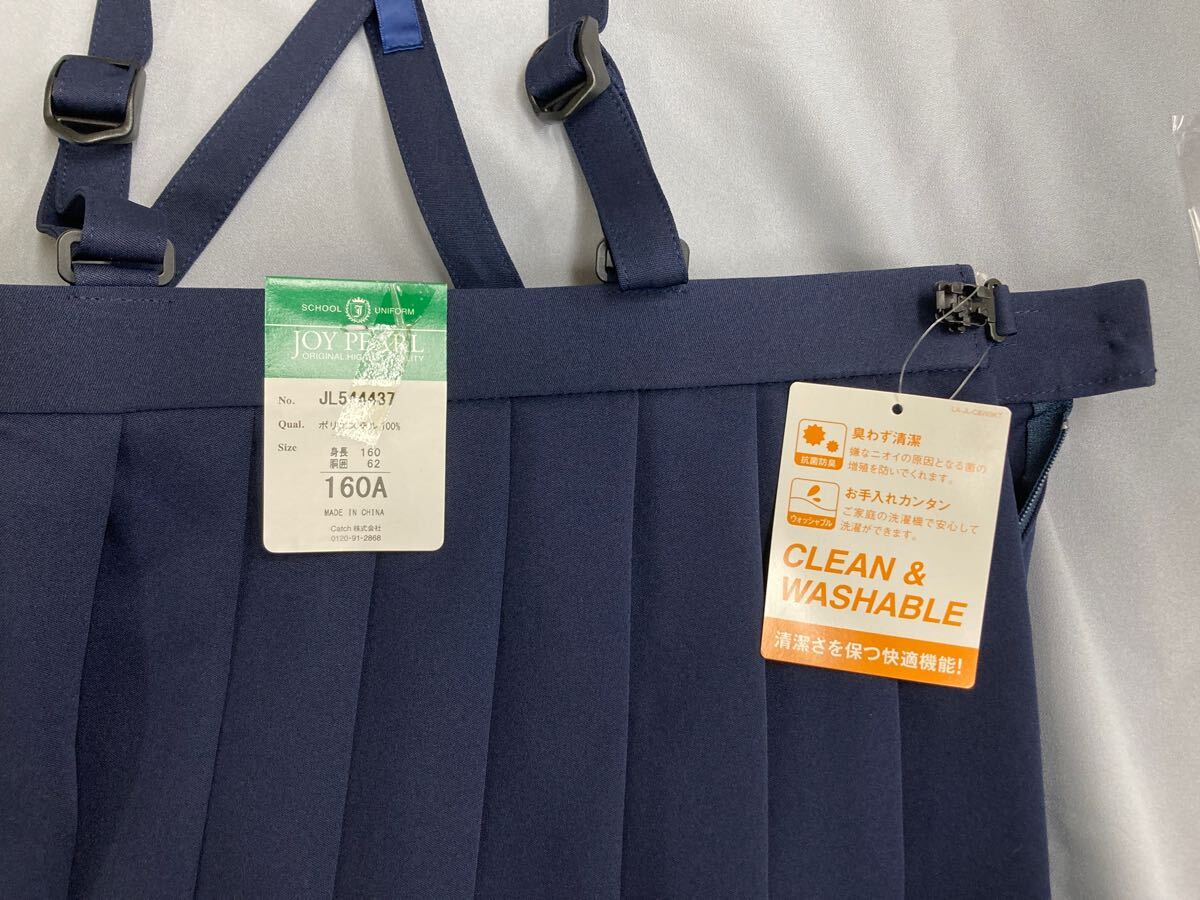 SCHOOL UNIFORM
JOY PEARL
ORIGINAL HIGH QUALITY
No. JL544437
Qual. ポリエステル 100%
Size
身長 160
胴囲 62
160A
MADE IN CHINA
Catch 株式会社
0120-91-2868
臭わず清潔
抗菌防臭
嫌なニオイの原因となる菌の
増殖を防いでくれます。
お手入れカンタン
ウォッシャブル
ご家庭の洗濯機で安心して
洗濯ができます。
CLEAN &
WASHABLE
清潔さを保つ快適機能!